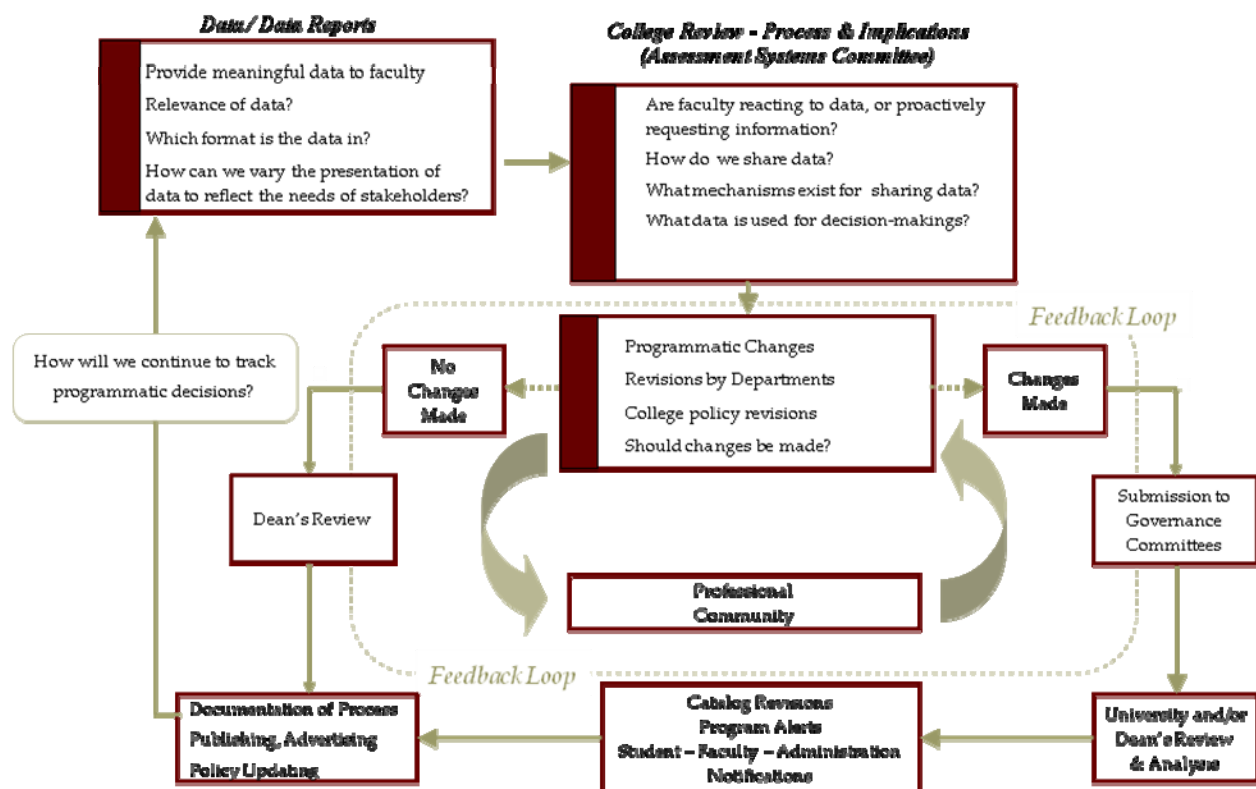 Data/ Data Reports
Provide meaningful data to faculty
Relevance of data?
Which format is the data in?
How can we vary the presentation of
data to reflect the needs of stakeholders?
College Review - Process & Implications
(Assessment Systems Committee)
Are faculty reacting to data, or proactively
requesting information?
How do we share data?
What mechanisms exist for sharing data?
What data is used for decision-makings?
Feedback Loop
How will we continue to track
programmatic decisions?
No
Changes
Made
Programmatic Changes
Revisions by Departments
College policy revisions
Should changes be made?
Changes
Made
Dean's Review
Submission to
Governance
Committees
Professional
Community
Feedback Loop
Documentation of Process
Publishing, Advertising
Policy Updating
Catalog Revisions
Program Alerts
Student – Faculty – Administration
Notifications
University and/or
Dean's Review
& Analysis